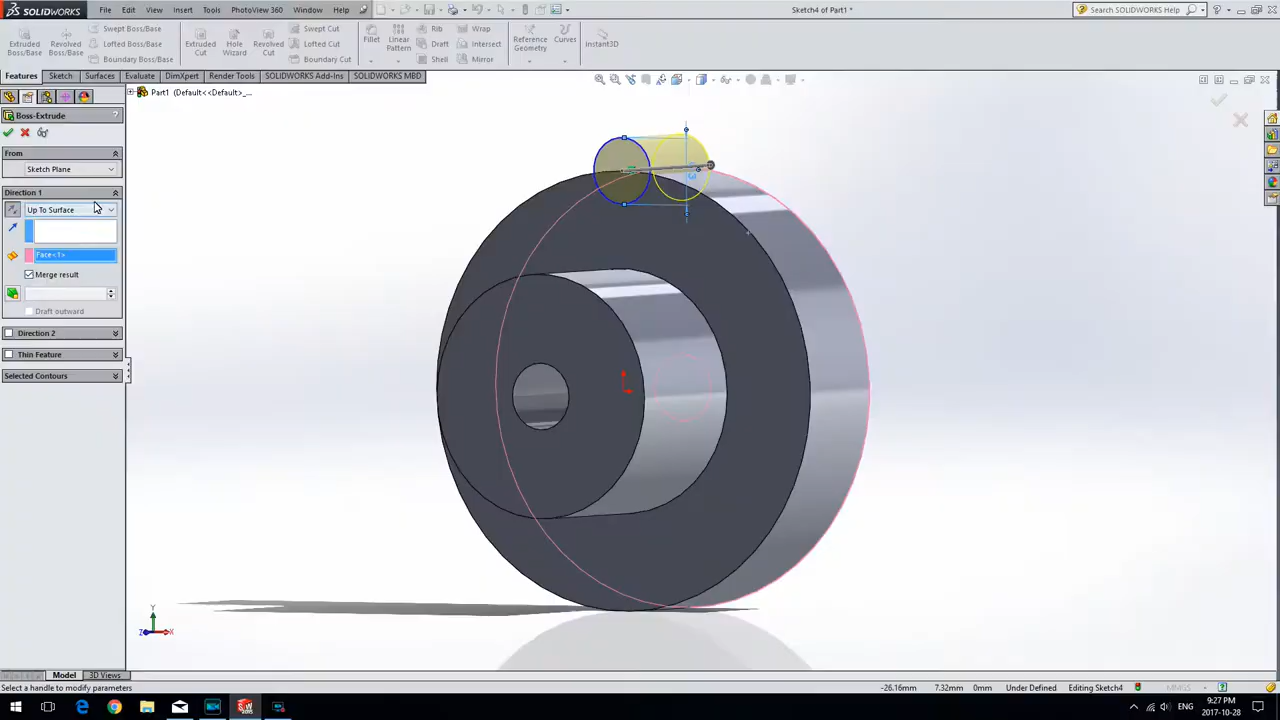 SOLIDWORKS File Edit View Insert Tools PhotoView 360 Window Help Sketch4 of Part1 * Search SOLIDWORKS Help
Extruded Boss/Base
Revolved Boss/Base
Swept Boss/Base
Lofted Boss/Base
Boundary Boss/Base
Extruded Cut
Hole Wizard
Revolved Cut
Swept Cut
Lofted Cut
Boundary Cut
Fillet
Linear Pattern
Rib
Draft
Shell
Wrap
Intersect
Mirror
Reference Geometry
Curves
Instant3D
Features Sketch Surfaces Evaluate DimXpert Render Tools SOLIDWORKS Add-Ins SOLIDWORKS MBD
Part1 (Default<<Default>_...
Boss-Extrude ?
From
Sketch Plane
Direction 1
Up To Surface
Face<1>
Merge result
Draft outward
Direction 2
Thin Feature
Selected Contours
Y
Z X
Model 3D Views
Select a handle to modify parameters -26.16mm 7.32mm 0mm Under Defined Editing Sketch4 MMGS
ENG 9:27 PM
2017-10-28